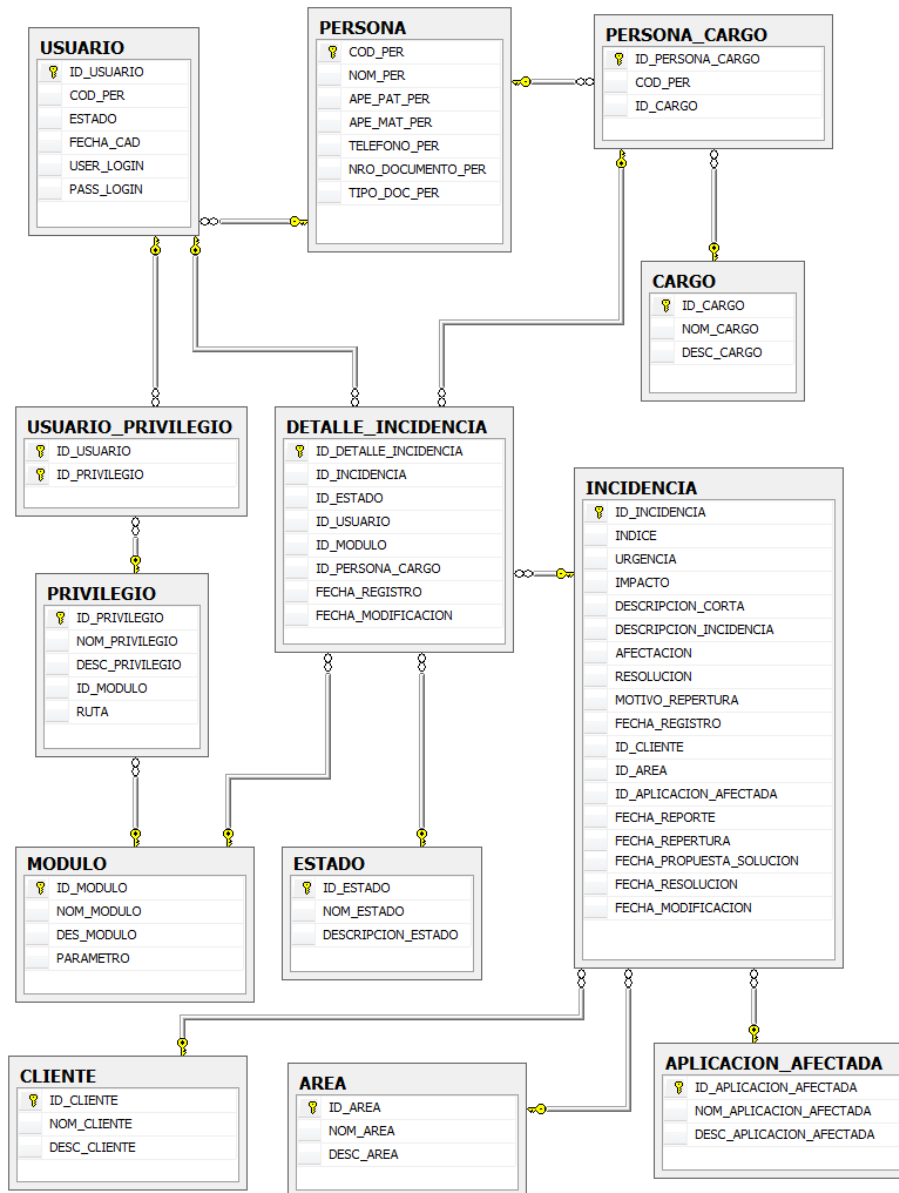 USUARIO
ID_USUARIO
COD_PER
ESTADO
FECHA_CAD
USER_LOGIN
PASS_LOGIN
PERSONA
COD_PER
NOM_PER
APE_PAT_PER
APE_MAT_PER
TELEFONO_PER
NRO_DOCUMENTO_PER
TIPO_DOC_PER
PERSONA_CARGO
ID_PERSONA_CARGO
COD_PER
ID_CARGO
CARGO
ID_CARGO
NOM_CARGO
DESC_CARGO
USUARIO_PRIVILEGIO
ID_USUARIO
ID_PRIVILEGIO
DETALLE_INCIDENCIA
ID_DETALLE_INCIDENCIA
ID_INCIDENCIA
ID_ESTADO
ID_USUARIO
ID_MODULO
ID_PERSONA_CARGO
FECHA_REGISTRO
FECHA_MODIFICACION
INCIDENCIA
ID_INCIDENCIA
INDICE
URGENCIA
IMPACTO
DESCRIPCION_CORTA
DESCRIPCION_INCIDENCIA
AFECTACION
RESOLUCION
MOTIVO_REPERTURA
FECHA_REGISTRO
ID_CLIENTE
ID_AREA
ID_APLICACION_AFECTADA
FECHA_REPORTE
FECHA_REPERTURA
FECHA_PROPUESTA_SOLUCION
FECHA_RESOLUCION
FECHA_MODIFICACION
PRIVILEGIO
ID_PRIVILEGIO
NOM_PRIVILEGIO
DESC_PRIVILEGIO
ID_MODULO
RUTA
MODULO
ID_MODULO
NOM_MODULO
DES_MODULO
PARAMETRO
ESTADO
ID_ESTADO
NOM_ESTADO
DESCRIPCION_ESTADO
CLIENTE
ID_CLIENTE
NOM_CLIENTE
DESC_CLIENTE
AREA
ID_AREA
NOM_AREA
DESC_AREA
APLICACION_AFECTADA
ID_APLICACION_AFECTADA
NOM_APLICACION_AFECTADA
DESC_APLICACION_AFECTADA